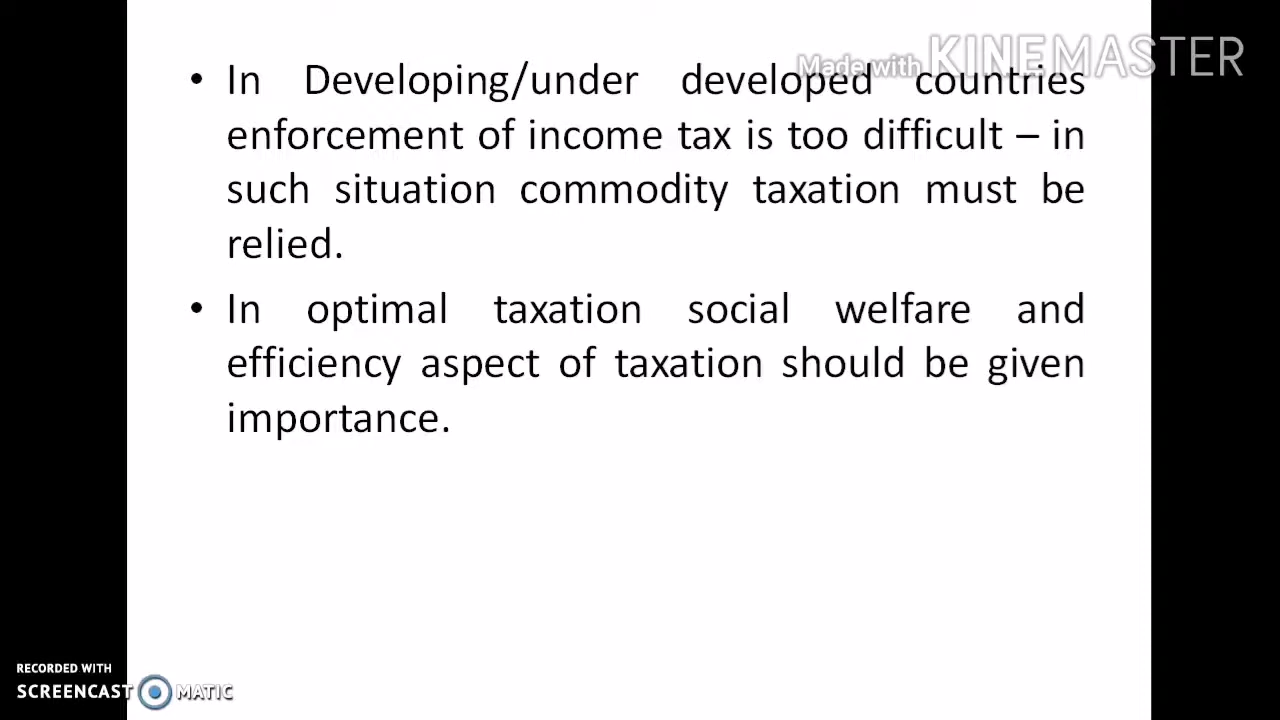 Made with KINEMASTER
• In Developing/under developed countries
enforcement of income tax is too difficult – in
such situation commodity taxation must be
relied.
• In optimal taxation social welfare and
efficiency aspect of taxation should be given
importance.
RECORDED WITH
SCREENCAST MATIC